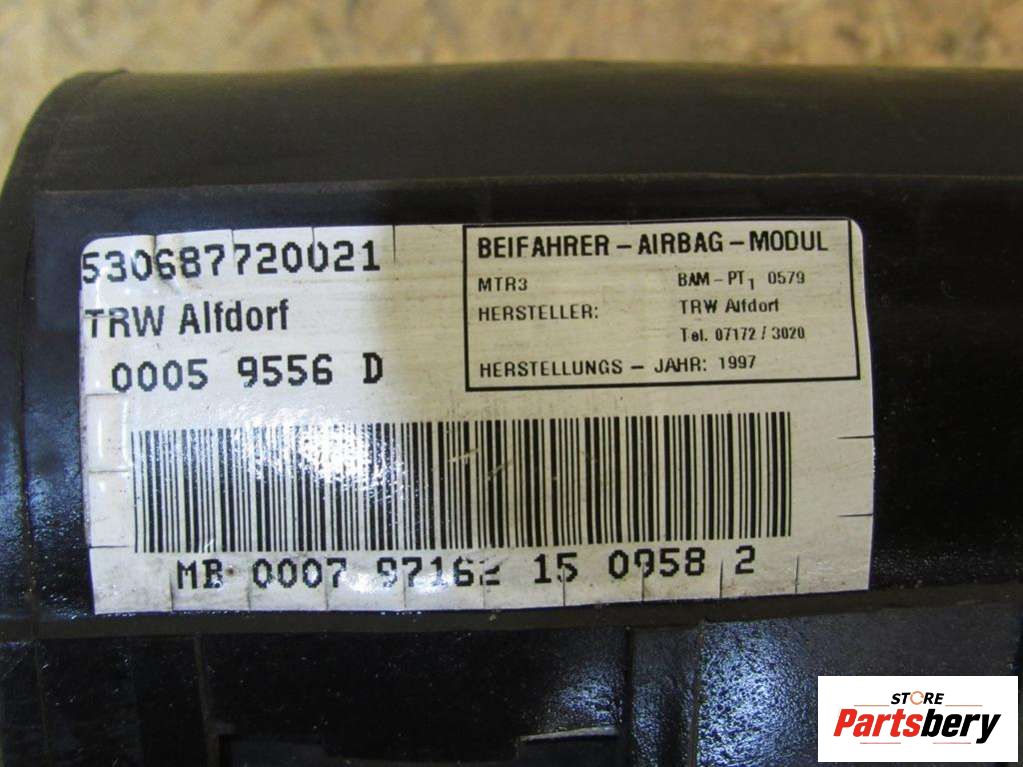 530687720021
TRW Alfdorf
0005 9556 D
BEIFAHRER - AIRBAG - MODUL
MTR3 BAM - PT1 0579
HERSTELLER: TRW Alfdorf
Tel. 07172 / 3020
HERSTELLUNGS - JAHR: 1997
MB 0007 97162 15 0958 2
STORE
Partsbery